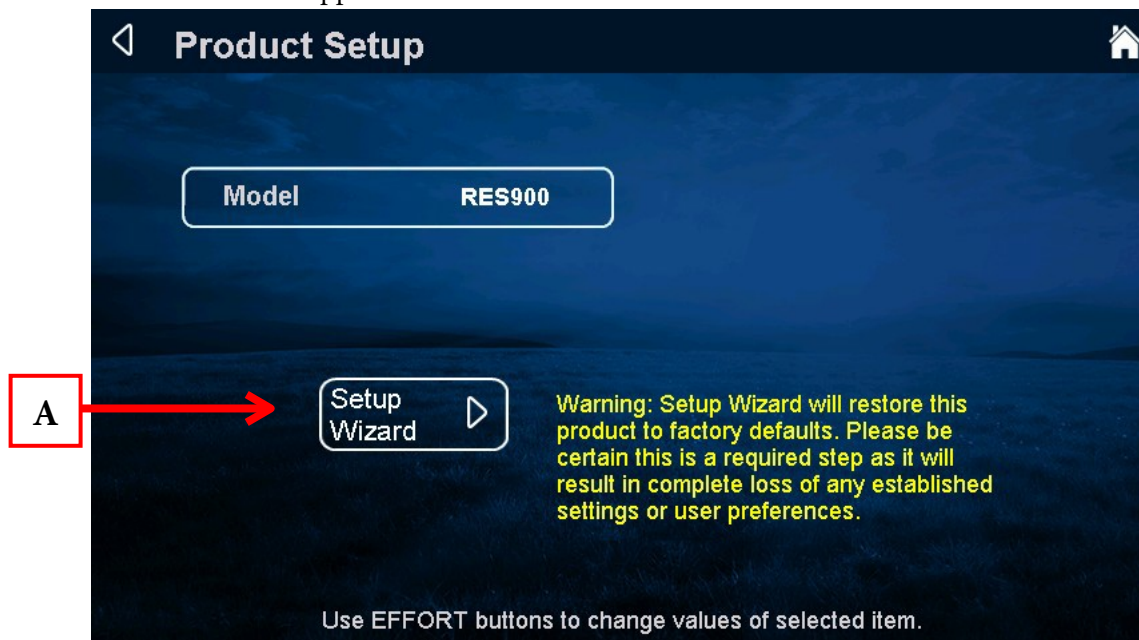 Product Setup
Model RES900
A
Setup
Wizard
Warning: Setup Wizard will restore this
product to factory defaults. Please be
certain this is a required step as it will
result in complete loss of any established
settings or user preferences.
Use EFFORT buttons to change values of selected item.